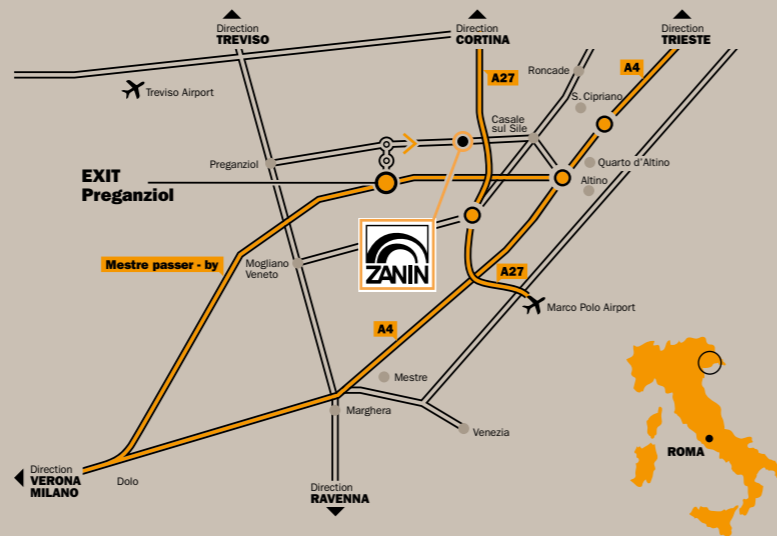 Direction
TREVISO
Direction
CORTINA
Direction
TRIESTE
A27
Roncade
A4
Treviso Airport
S. Cipriano
Casale
sul Sile
Preganziol
Quarto d'Altino
EXIT
Preganziol
Altino
ZANIN
Mestre passer - by
Mogliano
Veneto
A27
Marco Polo Airport
A4
Mestre
Marghera
Venezia
ROMA
Direction
VERONA
MILANO
Dolo
Direction
RAVENNA